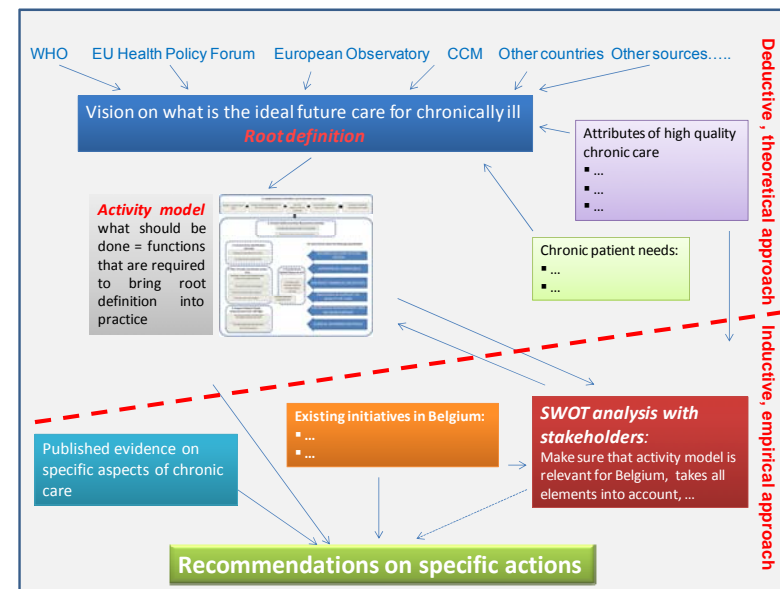 WHO EU Health Policy Forum European Observatory CCM Other countries Other sources.....
Vision on what is the ideal future care for chronically ill
Root definition
Attributes of high quality
chronic care
▪ ...
▪ ...
▪ ...
Activity model
what should be
done = functions
that are required
to bring root
definition into
practice
Chronic patient needs:
▪ ...
▪ ...
Deductive , theoretical approach
Inductive, empirical approach
Existing initiatives in Belgium:
▪ ...
▪ ...
SWOT analysis with
stakeholders:
Make sure that activity model is
relevant for Belgium, takes all
elements into account, ...
Published evidence on
specific aspects of chronic
care
Recommendations on specific actions